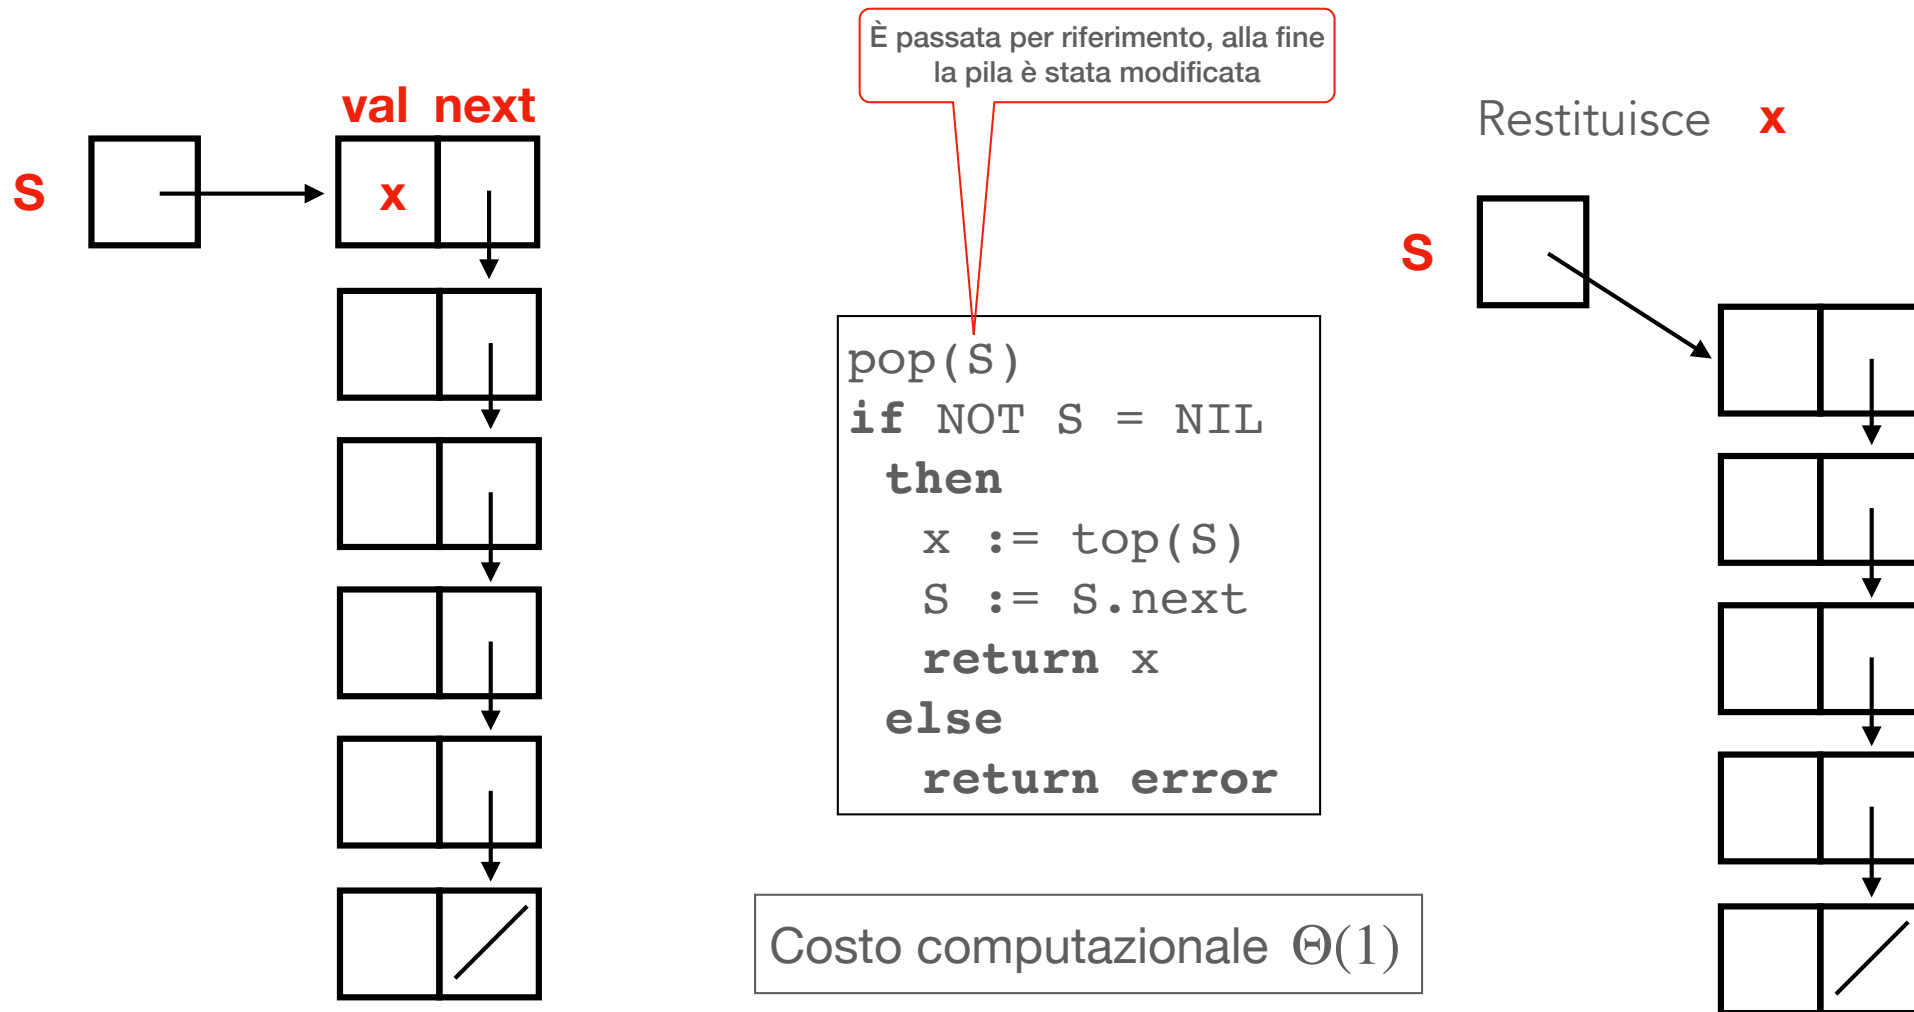 È passata per riferimento, alla fine
la pila è stata modificata
val next
S
x
pop(S)
if NOT S = NIL
then
x := top(S)
S := S.next
return x
else
return error
Costo computazionale Θ(1)
Restituisce x
S